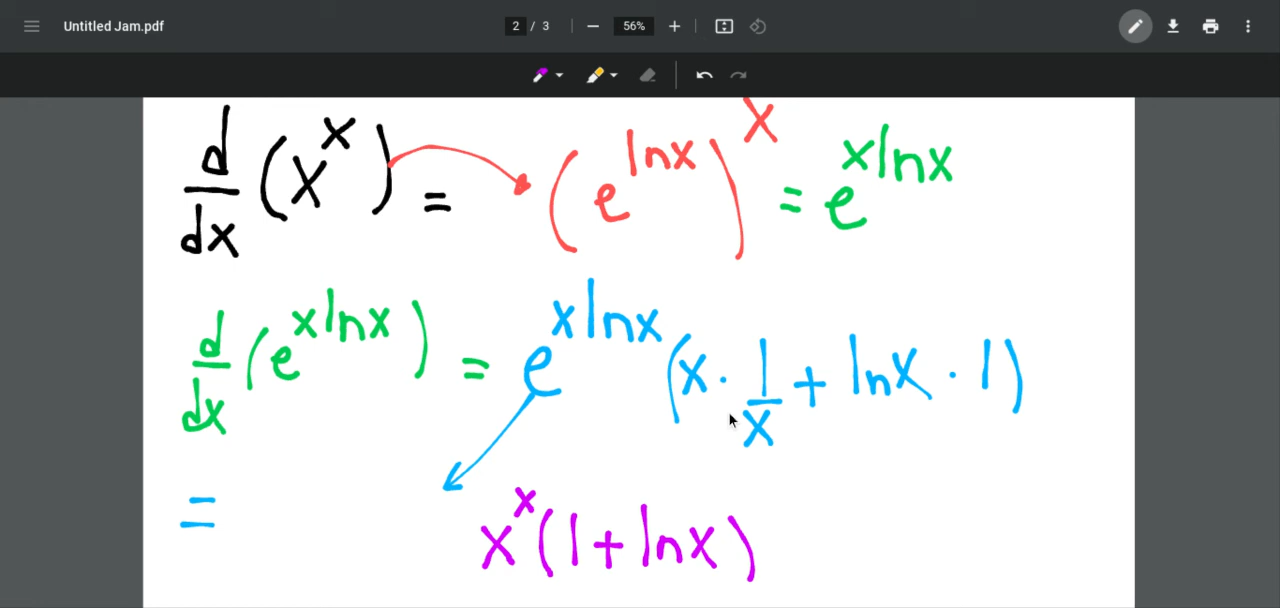 Untitled Jam.pdf 2 / 3 56%
d/dx (x^x) = (e^lnx)^x = e^xlnx
d/dx (e^xlnx) = e^xlnx (x · 1/x + lnx · 1)
= x^x (1 + lnx)